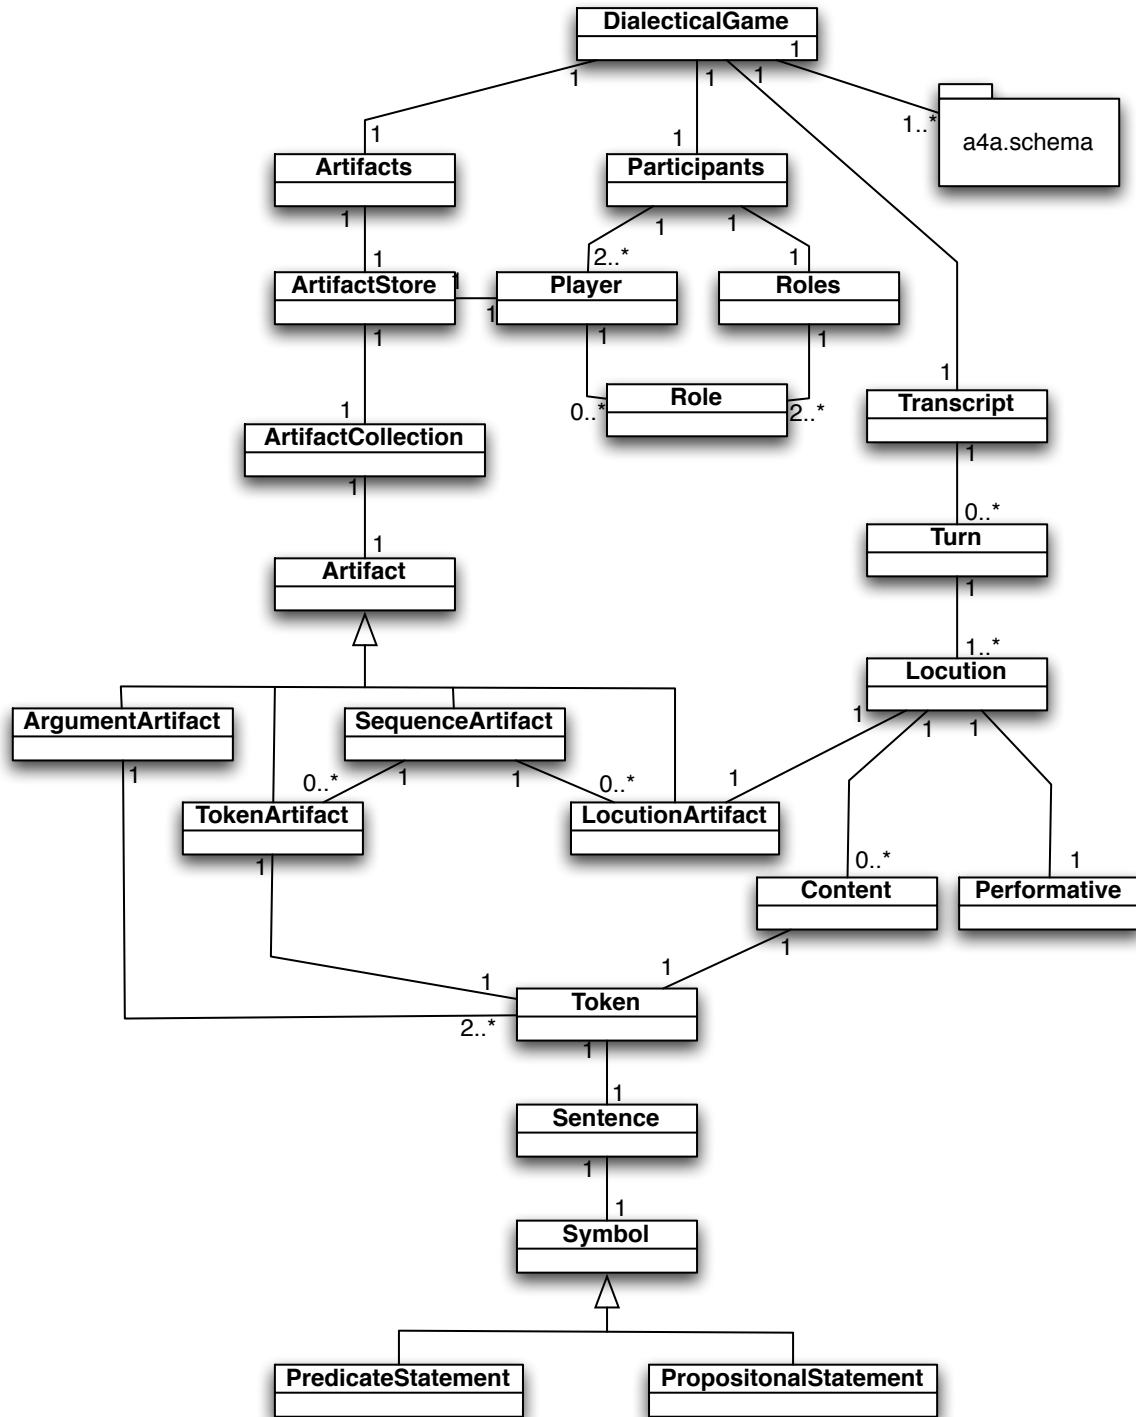 DialecticalGame
1
1
1
1
1
1
1..*
a4a.schema
1
Artifacts
Participants
1
1
1
1
2..*
1
1
1
ArtifactStore
Player
Roles
1
1
1
1
0..*
Role
2..*
1
1
Transcript
ArtifactCollection
1
1
0..*
1
Turn
Artifact
1
1..*
Locution
ArgumentArtifact
SequenceArtifact
1
1
1
1
0..*
1
1
0..*
1
TokenArtifact
LocutionArtifact
1
0..*
1
Content
Performative
1
1
1
Token
2..*
1
1
Sentence
1
1
Symbol
PredicateStatement
PropositonalStatement